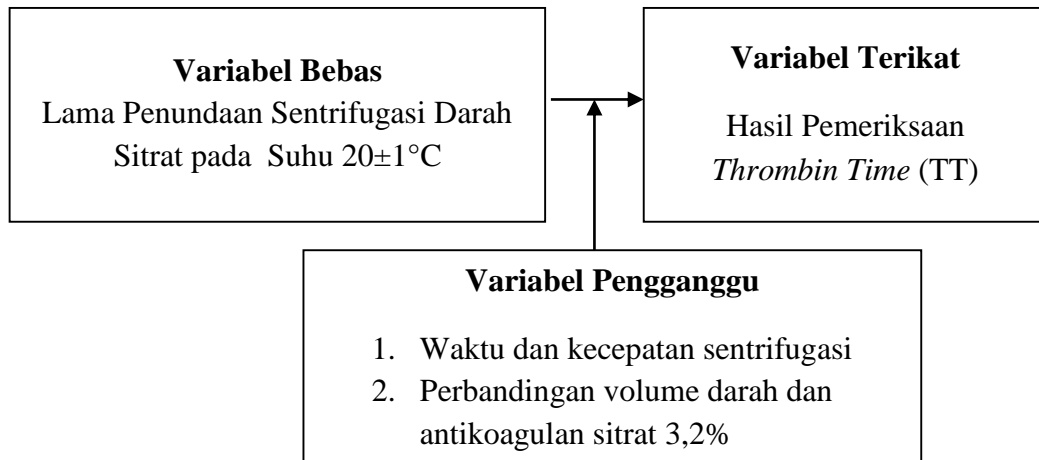 Variabel Bebas
Lama Penundaan Sentrifugasi Darah
Sitrat pada Suhu 20±1°C
Variabel Terikat
Hasil Pemeriksaan
Thrombin Time (TT)
Variabel Pengganggu
1. Waktu dan kecepatan sentrifugasi
2. Perbandingan volume darah dan
antikoagulan sitrat 3,2%